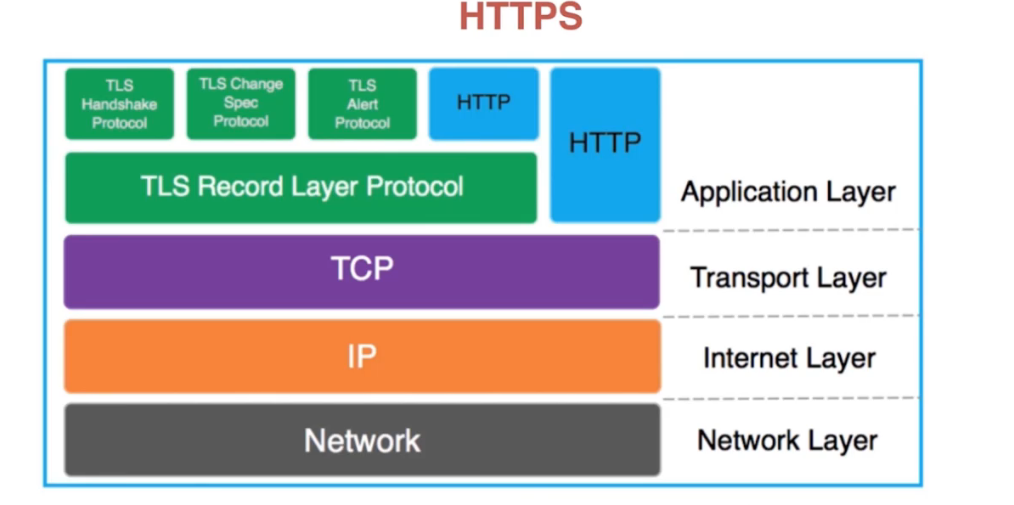 HTTPS
TLS
Handshake
Protocol
TLS Change
Spec
Protocol
TLS
Alert
Protocol
HTTP
HTTP
TLS Record Layer Protocol
Application Layer
TCP
Transport Layer
IP
Internet Layer
Network
Network Layer